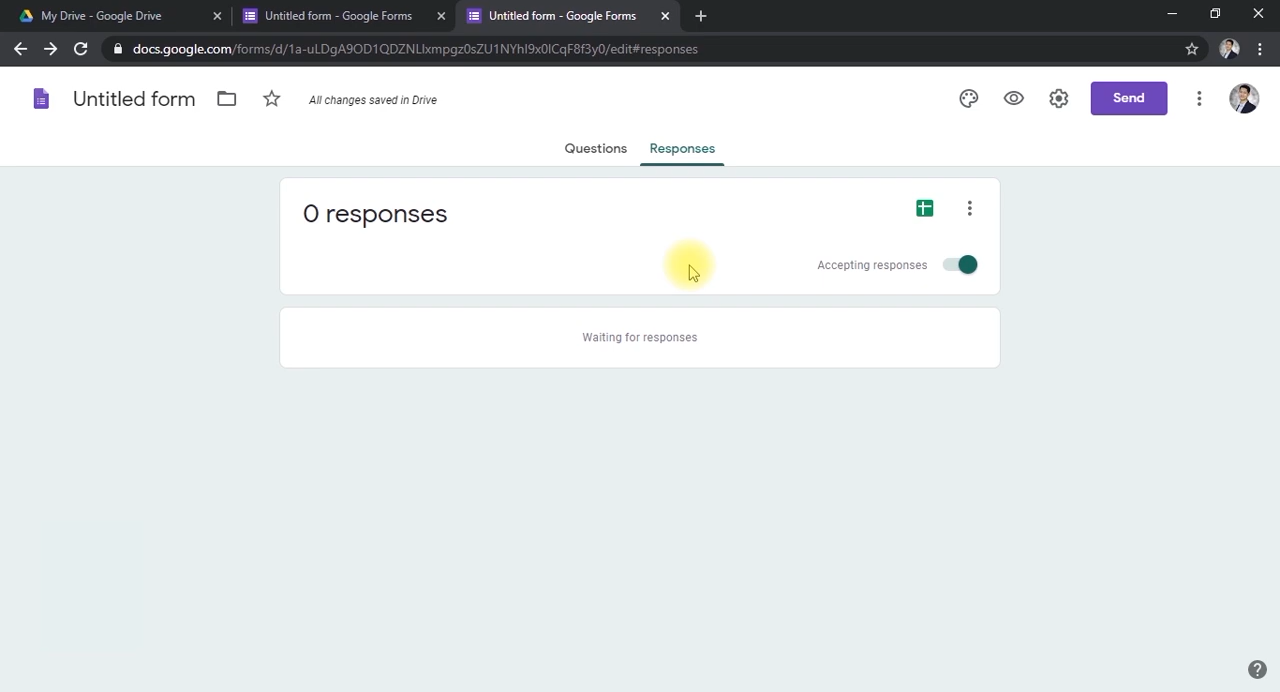 My Drive - Google Drive
Untitled form - Google Forms
Untitled form - Google Forms
docs.google.com/forms/d/1a-uLDgA9OD1QDZNLlxmpgz0sZU1NYhl9x0lCqF8f3y0/edit#responses
Untitled form
All changes saved in Drive
Send
Questions
Responses
0 responses
Accepting responses
Waiting for responses